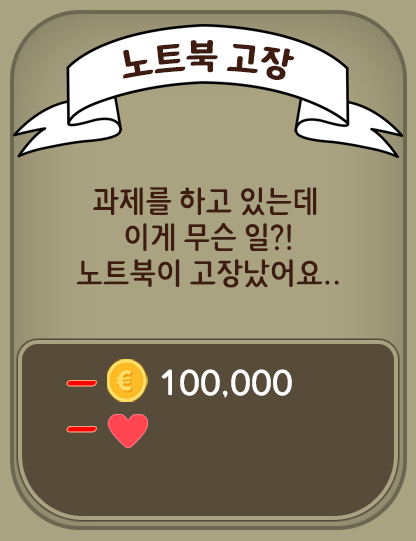 노트북 고장
과제를 하고 있는데
이게 무슨 일?!
노트북이 고장났어요..
- € 100,000
-